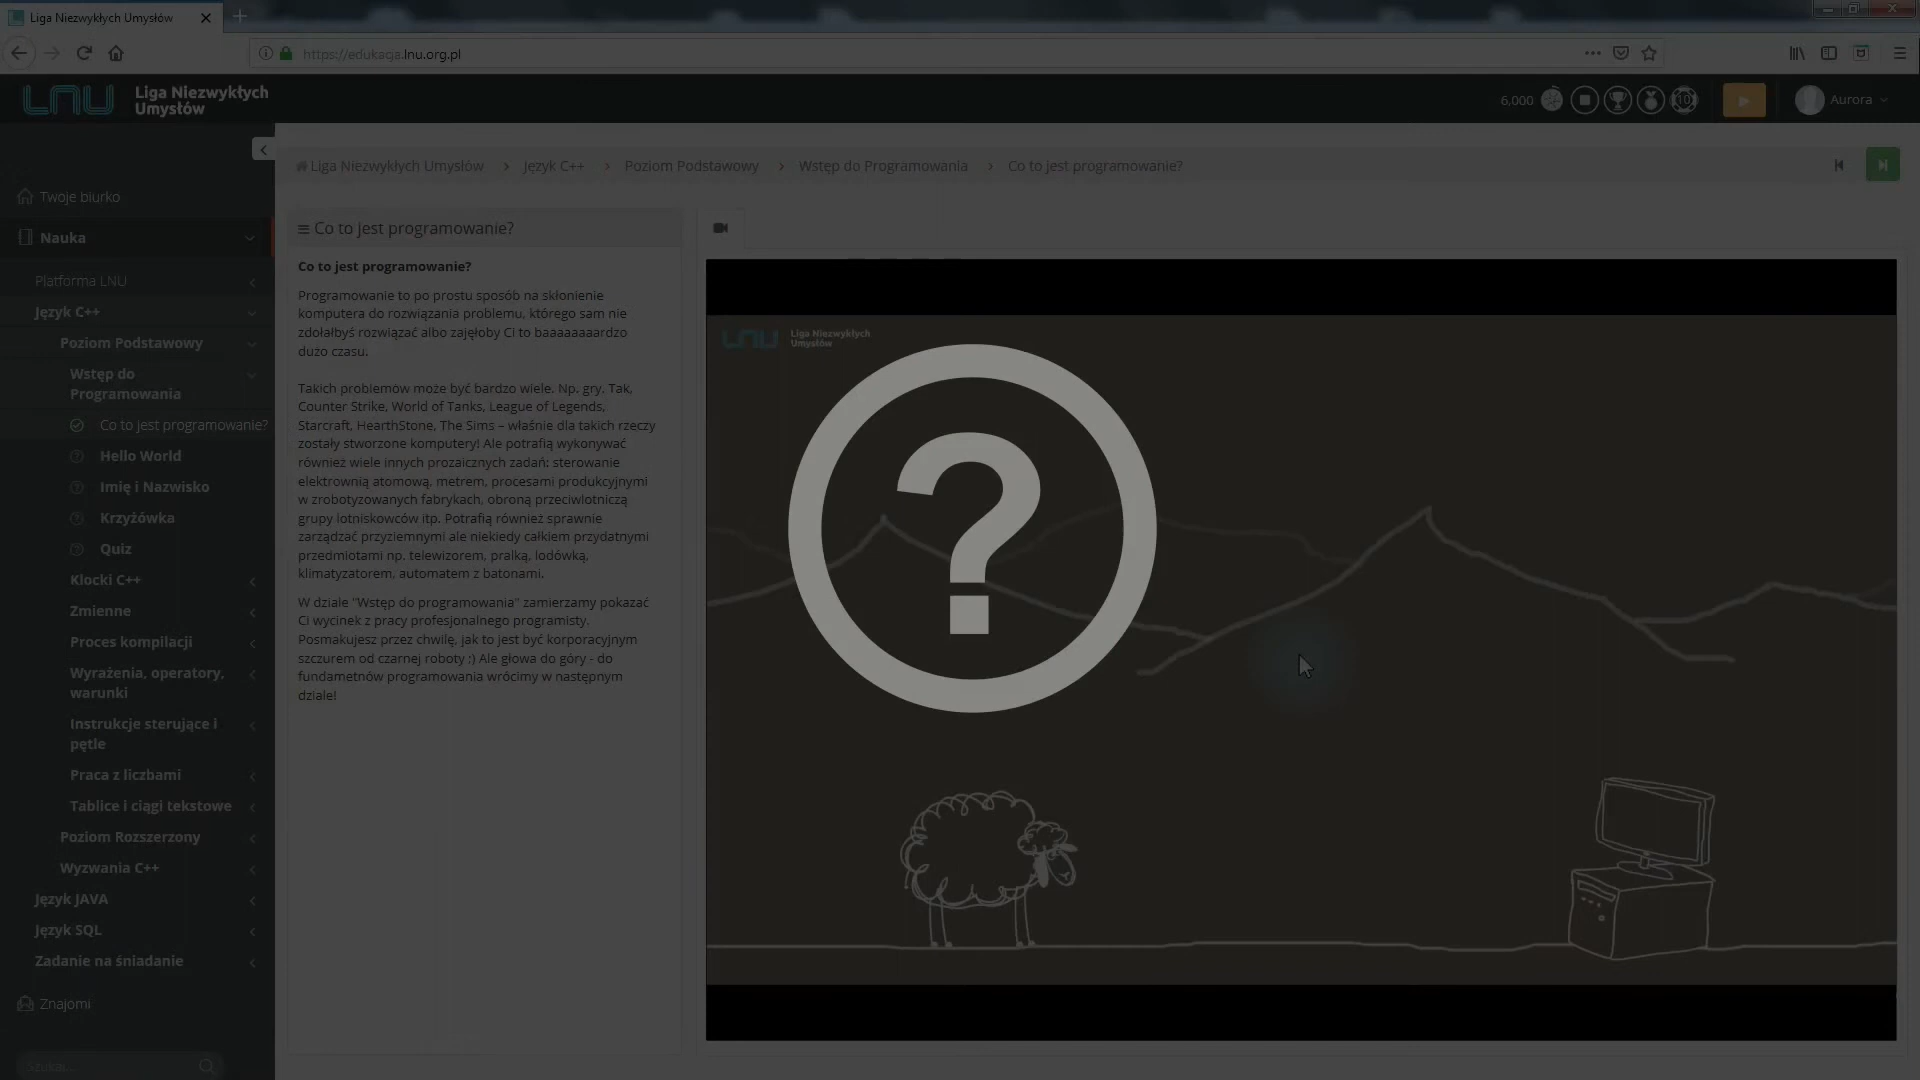 Liga Niezwykłych Umysłów
https://edukacja.lnu.org.pl
LNU
Liga Niezwykłych
Umysłów
6,000
10
Aurora
Liga Niezwykłych Umysłów > Język C++ > Poziom Podstawowy > Wstęp do Programowania > Co to jest programowanie?
Twoje biurko
Nauka
Platforma LNU
Język C++
Poziom Podstawowy
Wstęp do
Programowania
Co to jest programowanie?
Hello World
Imię i Nazwisko
Krzyżówka
Quiz
Klocki C++
Zmienne
Proces kompilacji
Wyrażenia, operatory,
warunki
Instrukcje sterujące i
pętle
Praca z liczbami
Tablice i ciągi tekstowe
Poziom Rozszerzony
Wyzwania C++
Język JAVA
Język SQL
Zadanie na śniadanie
Znajomi
Szukaj...
Co to jest programowanie?
Co to jest programowanie?
Programowanie to po prostu sposób na skłonienie
komputera do rozwiązania problemu, którego sam nie
zdołałbyś rozwiązać albo zajęłoby Ci to baaaaaaardzo
dużo czasu.
Takich problemów może być bardzo wiele. Np. gry. Tak,
Counter Strike, World of Tanks, League of Legends,
Starcraft, HearthStone, The Sims – właśnie dla takich rzeczy
zostały stworzone komputery! Ale potrafią wykonywać
również wiele innych prozaicznych zadań: sterowanie
elektrownią atomową, metrem, procesami produkcyjnymi
w zrobotyzowanych fabrykach, obroną przeciwlotniczą
grupy lotniskowców itp. Potrafią również sprawnie
zarządzać przyziemnymi ale niekiedy całkiem przydatnymi
przedmiotami np. telewizorem, pralką, lodówką,
klimatyzatorem, automatem z batonami.
W dziale "Wstęp do programowania" zamierzamy pokazać
Ci wycinek z pracy profesjonalnego programisty.
Posmakujesz przez chwilę, jak to jest być korporacyjnym
szczurem od czarnej roboty ;) Ale głowa do góry - do
fundametnów programowania wrócimy w następnym
dziale!
LNU
Liga Niezwykłych
Umysłów
?